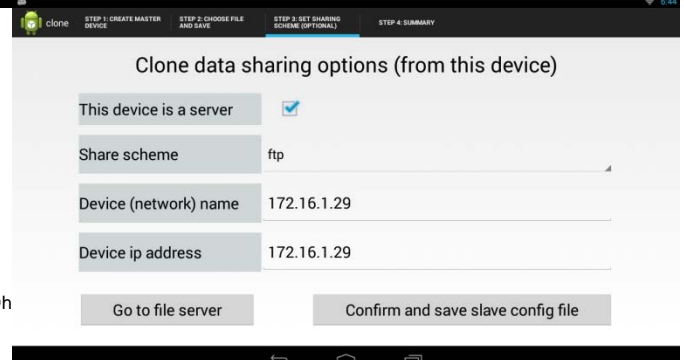 6:44
clone
STEP 1: CREATE MASTER
DEVICE
STEP 2: CHOOSE FILE
AND SAVE
STEP 3: SET SHARING
SCHEME (OPTIONAL)
STEP 4: SUMMARY
Clone data sharing options (from this device)
This device is a server
Share scheme
ftp
Device (network) name
172.16.1.29
Device ip address
172.16.1.29
h
Go to file server
Confirm and save slave config file